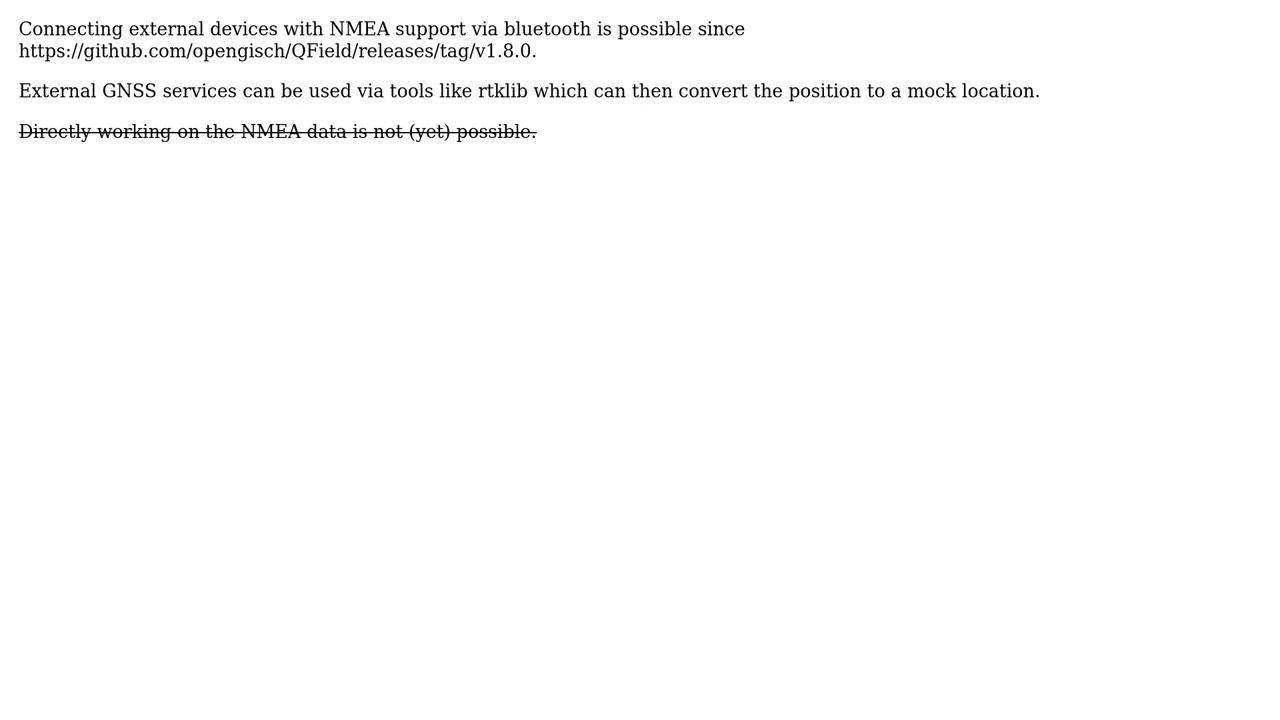 Connecting external devices with NMEA support via bluetooth is possible since
https://github.com/opengisch/QField/releases/tag/v1.8.0.
External GNSS services can be used via tools like rtklib which can then convert the position to a mock location.
Directly working on the NMEA data is not (yet) possible.